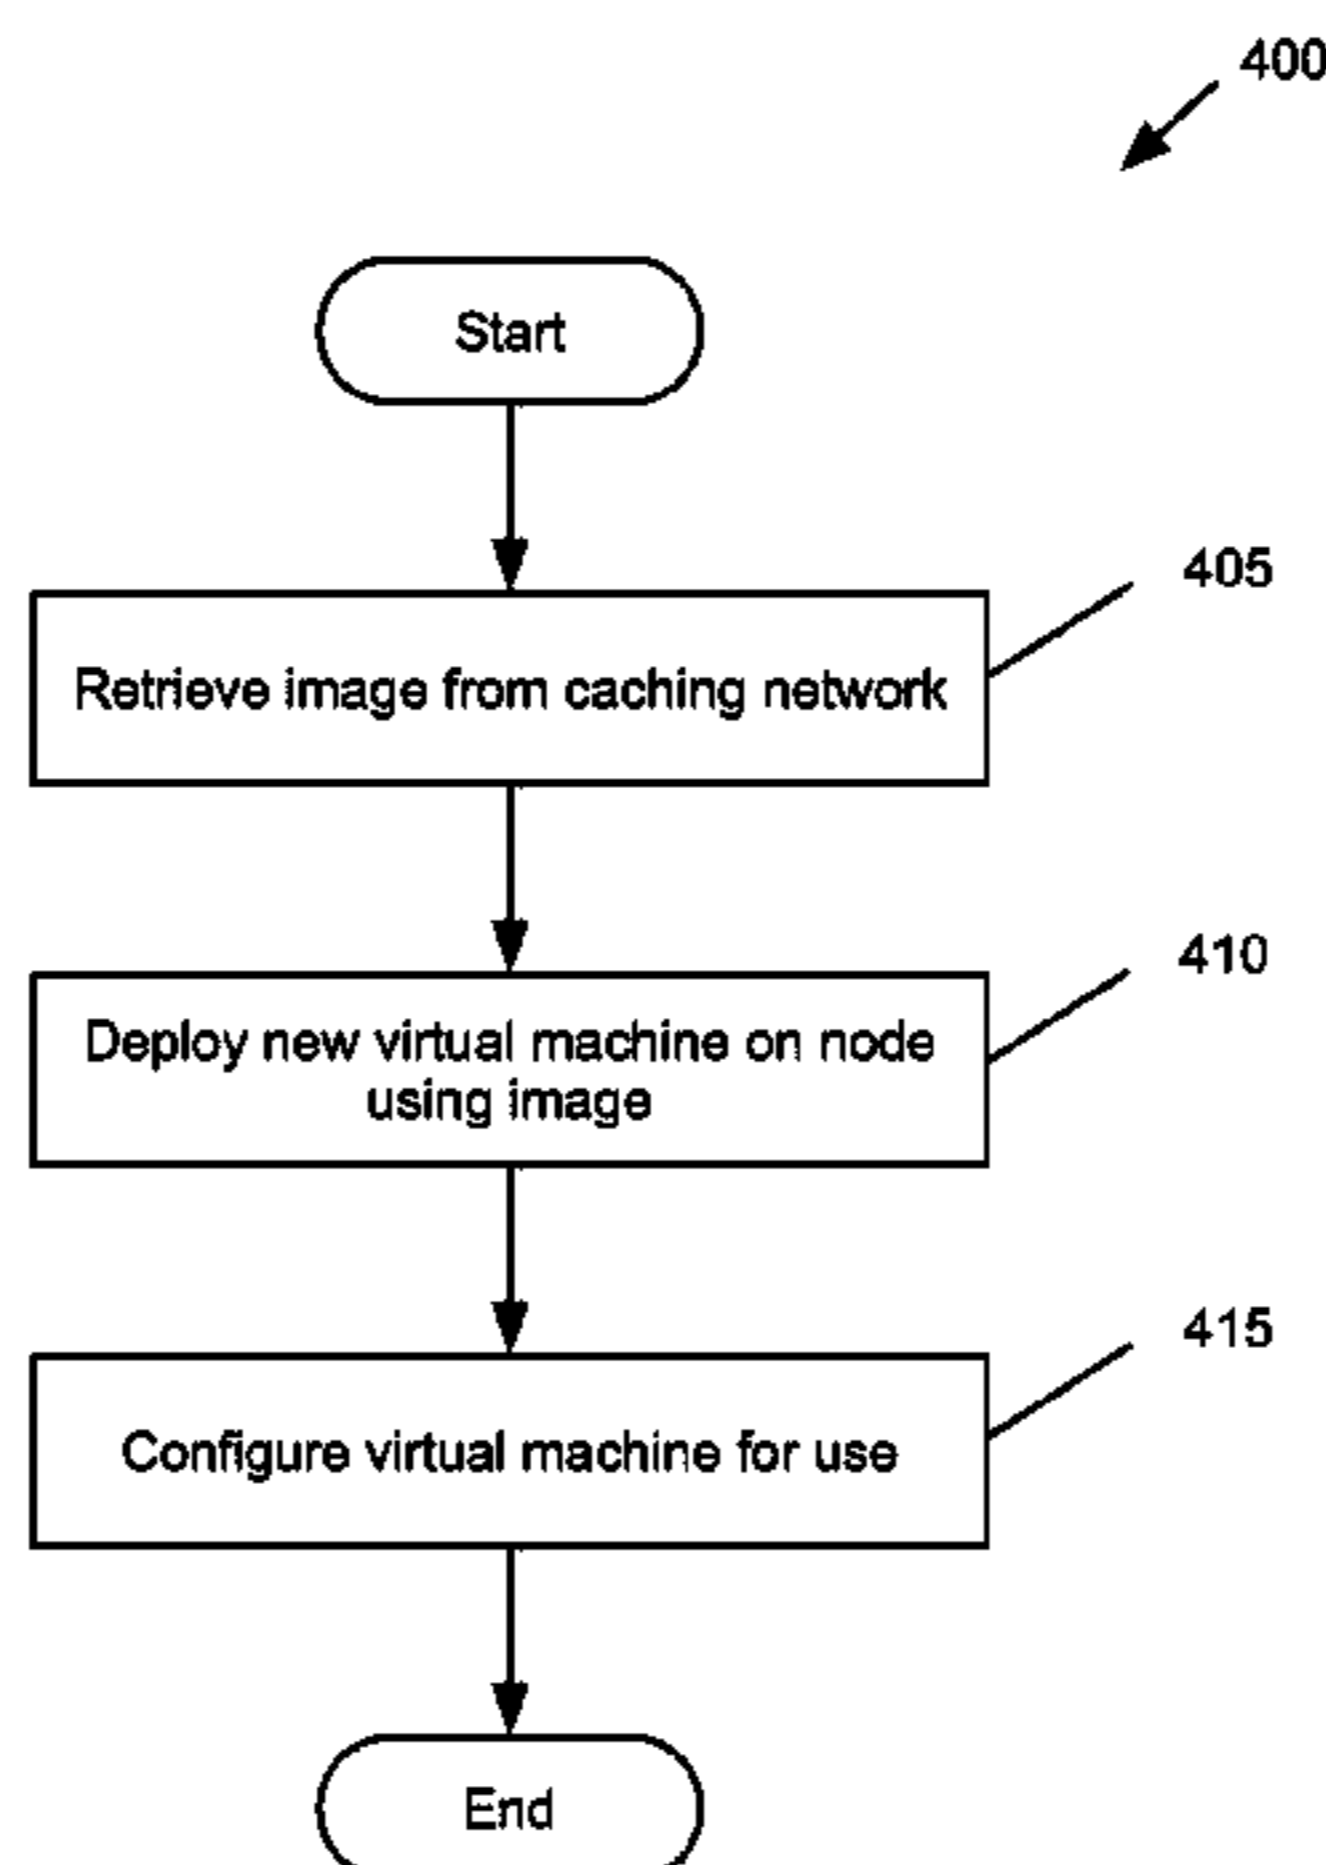 400
Start
405
Retrieve image from caching network
410
Deploy new virtual machine on node
using image
415
Configure virtual machine for use
End